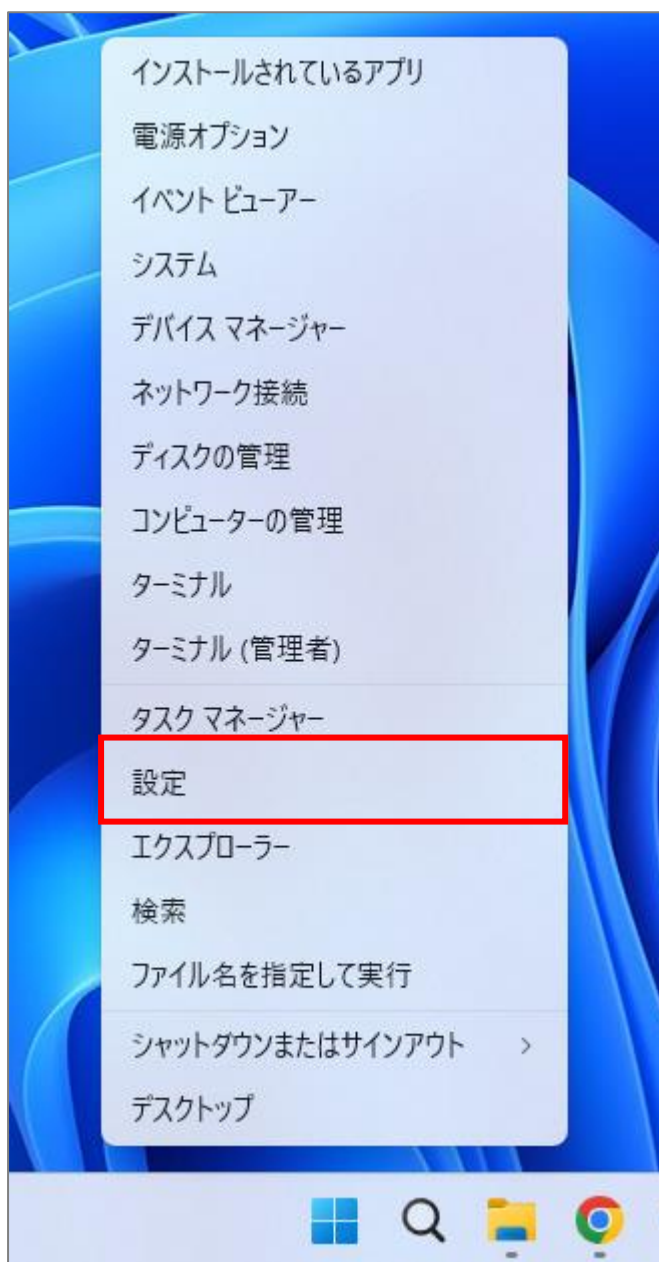 インストールされているアプリ
電源オプション
イベント ビューアー
システム
デバイス マネージャー
ネットワーク接続
ディスクの管理
コンピューターの管理
ターミナル
ターミナル (管理者)
タスク マネージャー
設定
エクスプローラー
検索
ファイル名を指定して実行
シャットダウンまたはサインアウト
デスクトップ